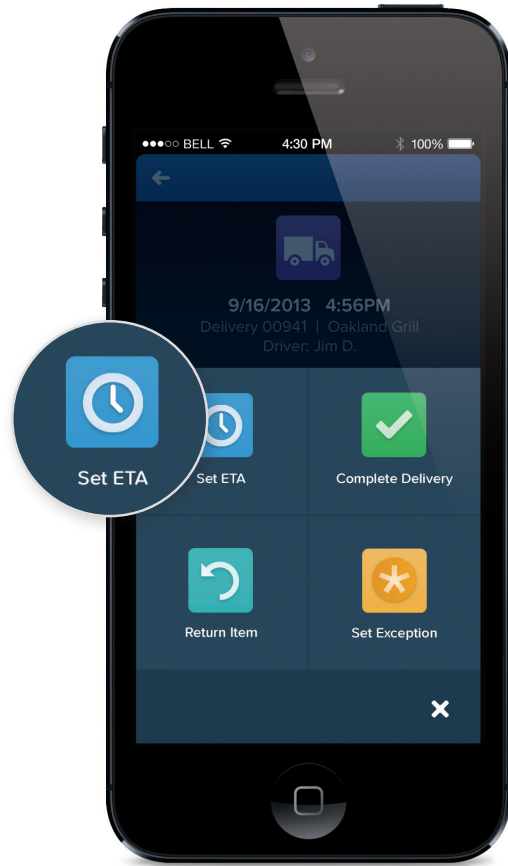 BELL 4:30 PM 100%
9/16/2013 4:56PM
Delivery 00941 | Oakland Grill
Driver: Jim D.
Set ETA
Set ETA
Complete Delivery
Return Item
Set Exception